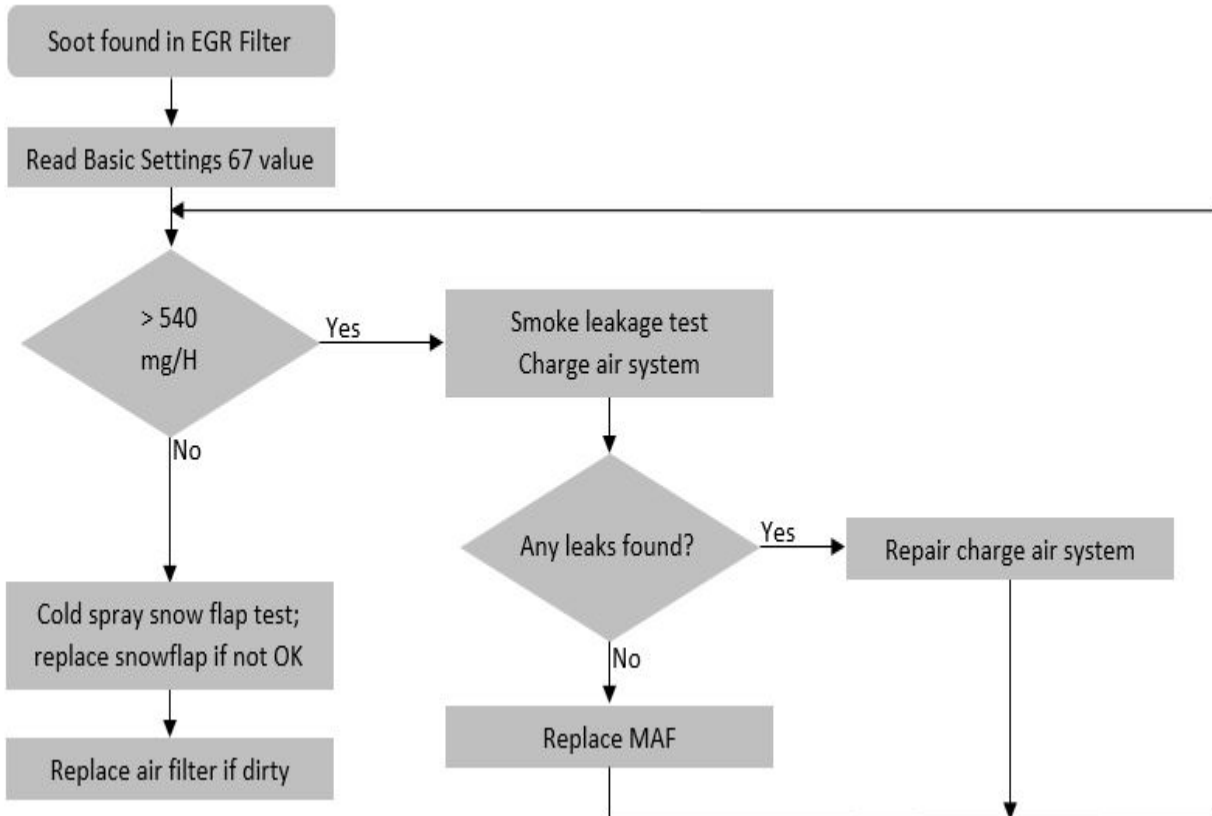 Soot found in EGR Filter
Read Basic Settings 67 value
> 540
mg/H
Yes
Smoke leakage test
Charge air system
No
Any leaks found?
Yes
Repair charge air system
Cold spray snow flap test;
replace snowflap if not OK
No
Replace MAF
Replace air filter if dirty